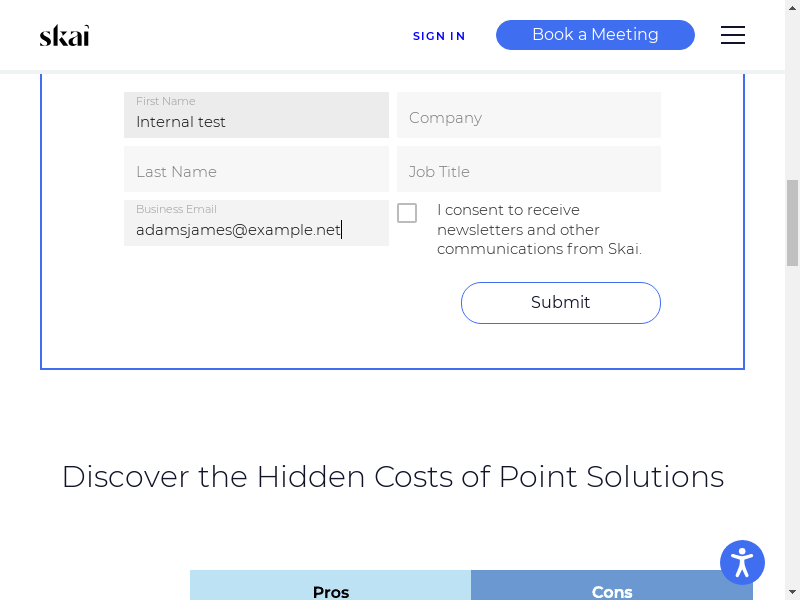 skai
SIGN IN
Book a Meeting
First Name
Internal test
Company
Last Name
Job Title
Business Email
adamsjames@example.net
I consent to receive
newsletters and other
communications from Skai.
Submit
Discover the Hidden Costs of Point Solutions
Pros
Cons